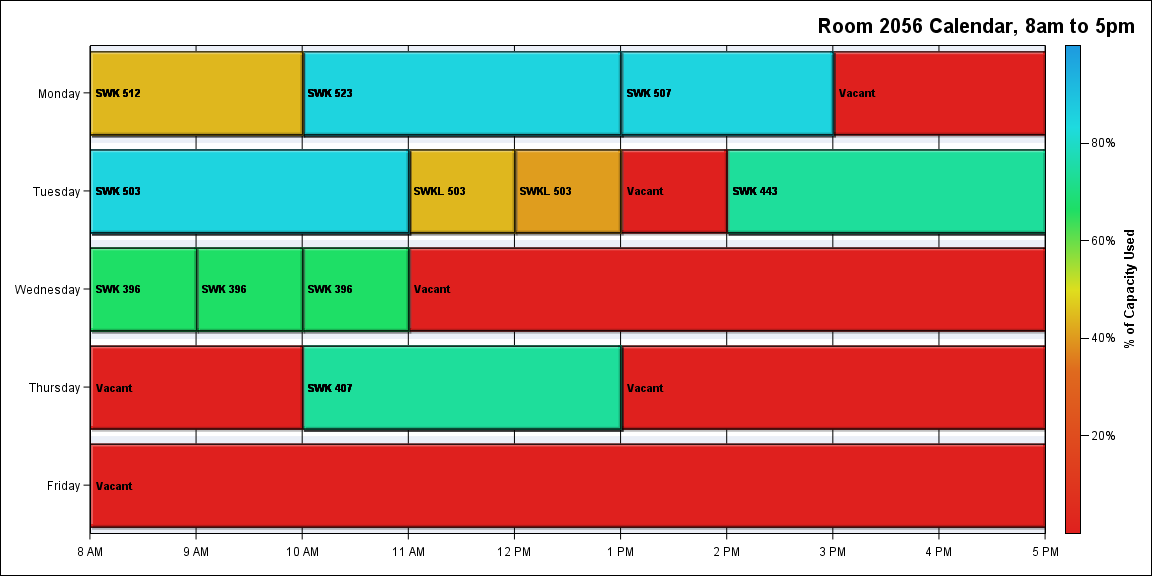 Room 2056 Calendar, 8am to 5pm
Monday
SWK 512
SWK 523
SWK 507
Vacant
Tuesday
SWK 503
SWKL 503
SWKL 503
Vacant
SWK 443
Wednesday
SWK 396
SWK 396
SWK 396
Vacant
Thursday
Vacant
SWK 407
Vacant
Friday
Vacant
8 AM
9 AM
10 AM
11 AM
12 PM
1 PM
2 PM
3 PM
4 PM
5 PM
80%
60%
40%
20%
% of Capacity Used